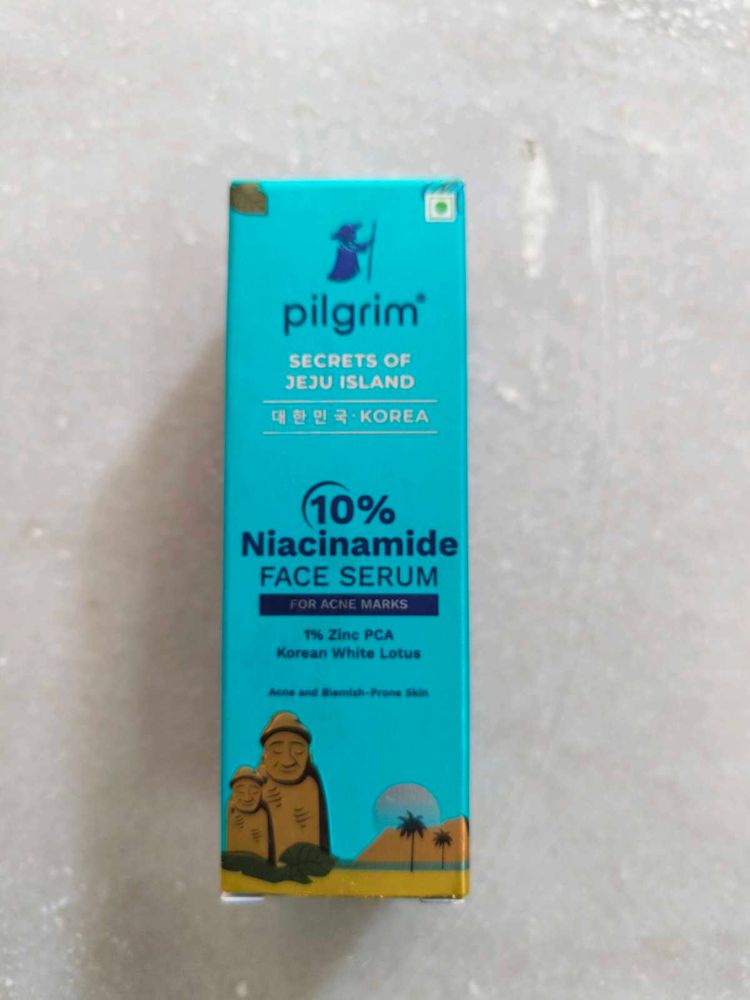 pilgrim®
SECRETS OF
JEJU ISLAND
대한민국·KOREA
10%
Niacinamide
FACE SERUM
FOR ACNE MARKS
1% Zinc PCA
Korean White Lotus
Acne and Blemish-Prone Skin